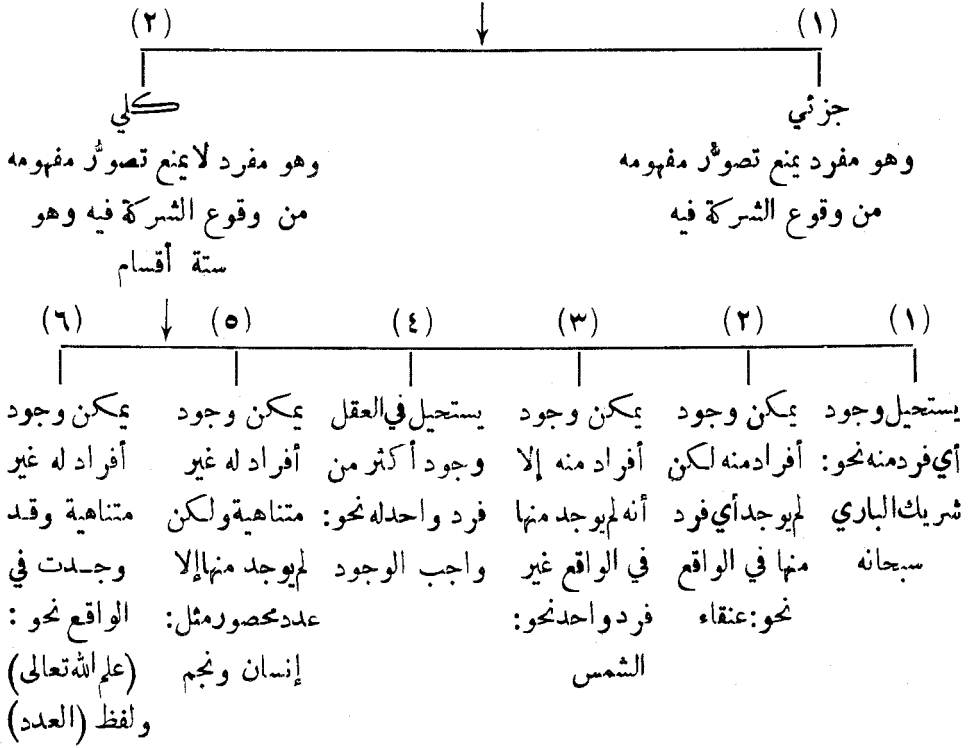 (١) (٢)
جزئي
وهو مفرد يمنع تصوُّر مفهومه
من وقوع الشركة فيه
كلي
وهو مفرد لا يمنع تصوُّر مفهومه
من وقوع الشركة فيه وهو
ستة أقسام
(١) (٢) (٣) (٤) (٥) (٦)
يستحيل وجود
أي فرد منه نحو:
شريك الباري
سبحانه
يمكن وجود
أفراد منه لكن
لم يوجد أي فرد
منها في الواقع
نحو: عنقاء
يمكن وجود
أفراد منه إلا
أنه لم يوجد منها
في الواقع غير
فرد واحد نحو:
الشمس
يستحيل في العقل
وجود أكثر من
فرد واحد له نحو:
واجب الوجود
يمكن وجود
أفراد له غير
متناهية ولكن
لم يوجد منها إلا
عدد محصور مثل:
إنسان ونجم
يمكن وجود
أفراد له غير
متناهية وقد
وجدت في
الواقع نحو :
(علم الله تعالى)
ولفظ (العدد)